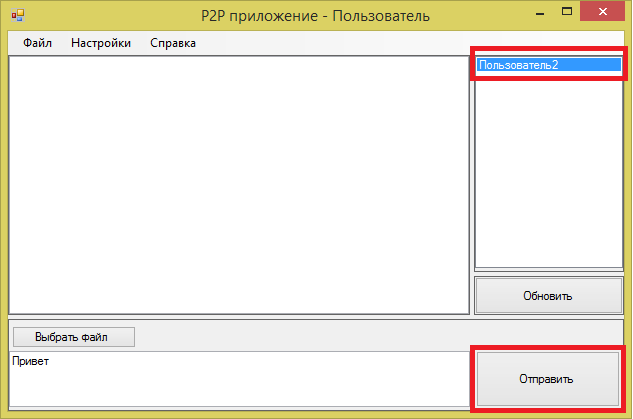 P2P приложение - Пользователь
Файл Настройки Справка
Пользователь2
Обновить
Выбрать файл
Привет
Отправить